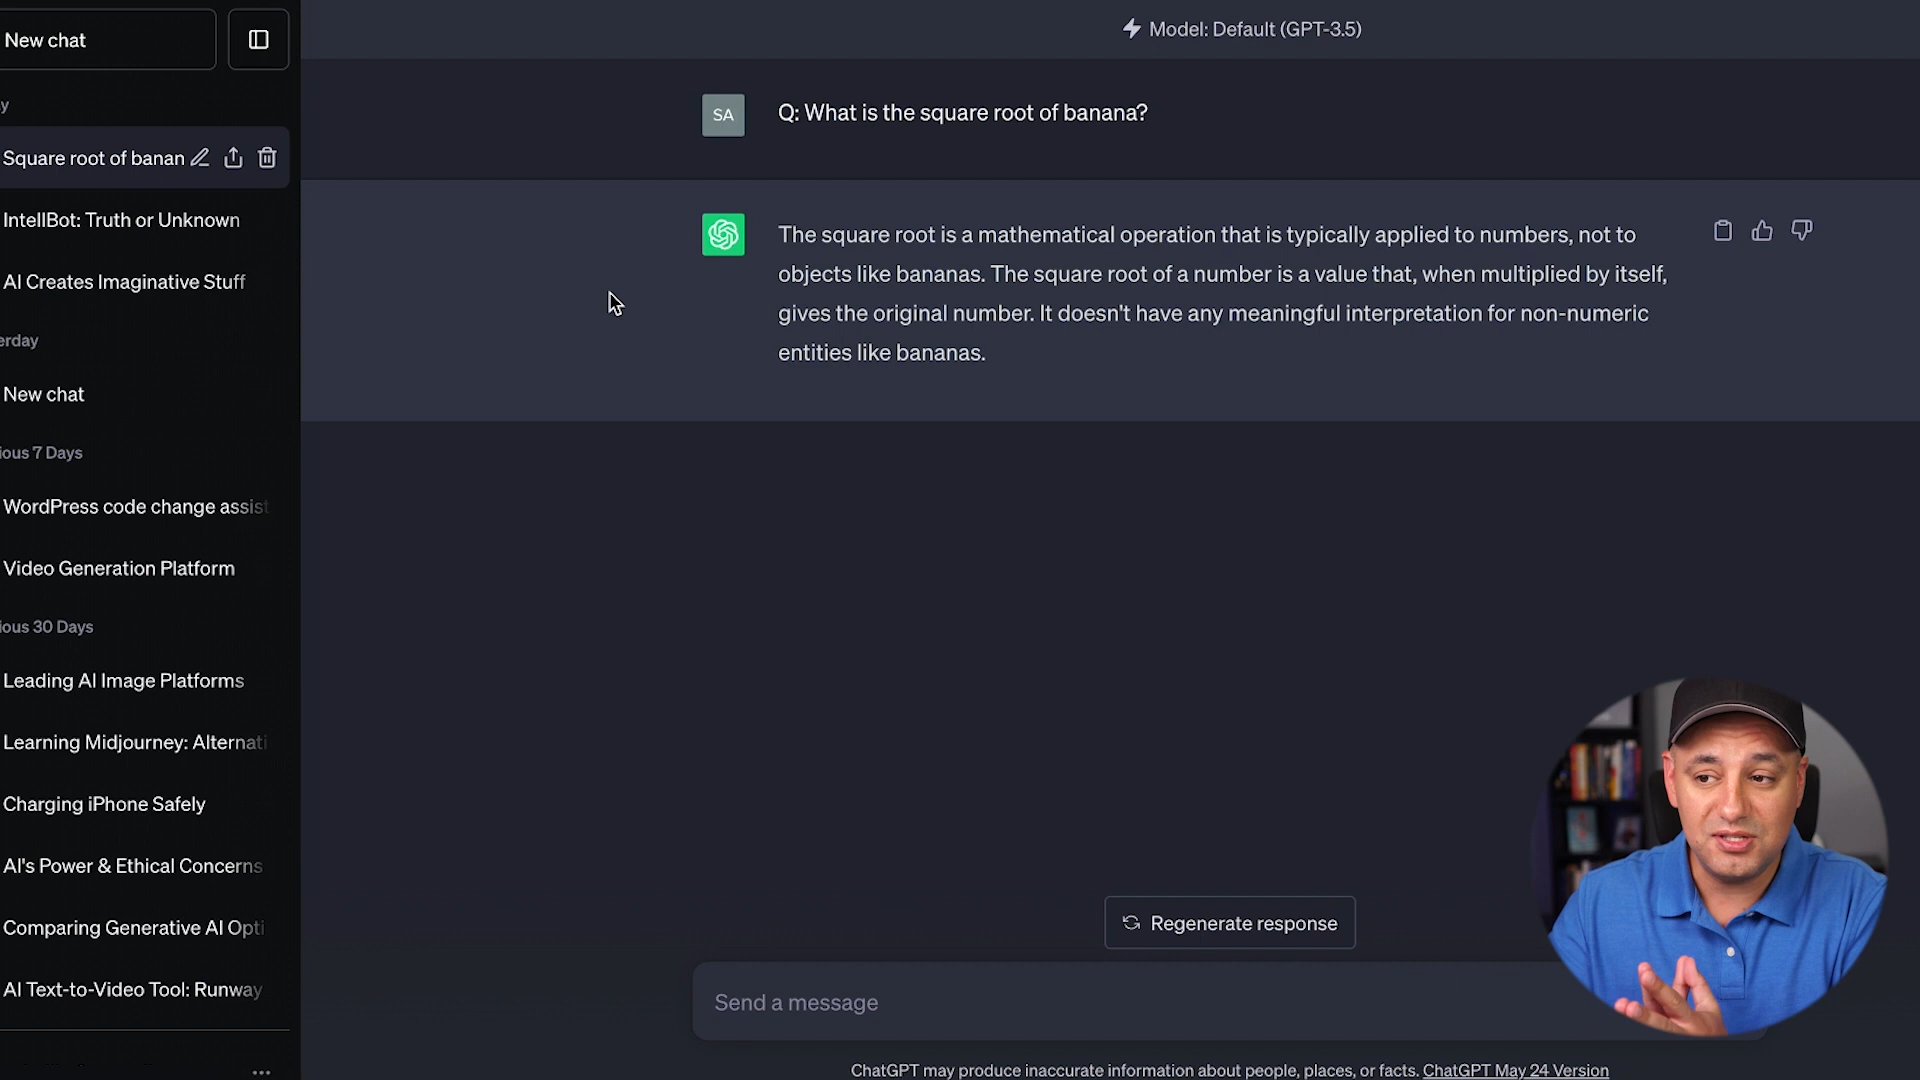 New chat
y
Square root of banan
IntellBot: Truth or Unknown
AI Creates Imaginative Stuff
erday
New chat
ious 7 Days
WordPress code change assist
Video Generation Platform
ious 30 Days
Leading AI Image Platforms
Learning Midjourney: Alternati
Charging iPhone Safely
AI's Power & Ethical Concerns
Comparing Generative AI Opti
AI Text-to-Video Tool: Runway
Model: Default (GPT-3.5)
SA
Q: What is the square root of banana?
The square root is a mathematical operation that is typically applied to numbers, not to
objects like bananas. The square root of a number is a value that, when multiplied by itself,
gives the original number. It doesn't have any meaningful interpretation for non-numeric
entities like bananas.
Regenerate response
Send a message
ChatGPT may produce inaccurate information about people, places, or facts. ChatGPT May 24 Version